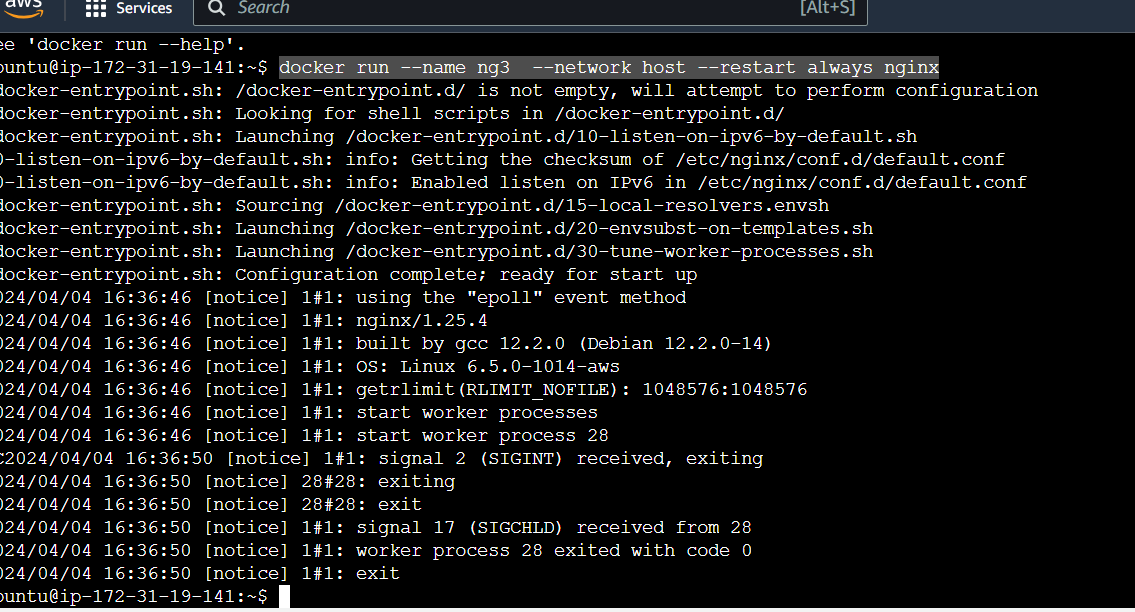 aws
Services
Search
[Alt+S]
ee 'docker run --help'.
buntu@ip-172-31-19-141:~$ docker run --name ng3  --network host --restart always nginx
docker-entrypoint.sh: /docker-entrypoint.d/ is not empty, will attempt to perform configuration
docker-entrypoint.sh: Looking for shell scripts in /docker-entrypoint.d/
docker-entrypoint.sh: Launching /docker-entrypoint.d/10-listen-on-ipv6-by-default.sh
0-listen-on-ipv6-by-default.sh: info: Getting the checksum of /etc/nginx/conf.d/default.conf
0-listen-on-ipv6-by-default.sh: info: Enabled listen on IPv6 in /etc/nginx/conf.d/default.conf
docker-entrypoint.sh: Sourcing /docker-entrypoint.d/15-local-resolvers.envsh
docker-entrypoint.sh: Launching /docker-entrypoint.d/20-envsubst-on-templates.sh
docker-entrypoint.sh: Launching /docker-entrypoint.d/30-tune-worker-processes.sh
docker-entrypoint.sh: Configuration complete; ready for start up
024/04/04 16:36:46 [notice] 1#1: using the "epoll" event method
024/04/04 16:36:46 [notice] 1#1: nginx/1.25.4
024/04/04 16:36:46 [notice] 1#1: built by gcc 12.2.0 (Debian 12.2.0-14)
024/04/04 16:36:46 [notice] 1#1: OS: Linux 6.5.0-1014-aws
024/04/04 16:36:46 [notice] 1#1: getrlimit(RLIMIT_NOFILE): 1048576:1048576
024/04/04 16:36:46 [notice] 1#1: start worker processes
024/04/04 16:36:46 [notice] 1#1: start worker process 28
C2024/04/04 16:36:50 [notice] 1#1: signal 2 (SIGINT) received, exiting
024/04/04 16:36:50 [notice] 28#28: exiting
024/04/04 16:36:50 [notice] 28#28: exit
024/04/04 16:36:50 [notice] 1#1: signal 17 (SIGCHLD) received from 28
024/04/04 16:36:50 [notice] 1#1: worker process 28 exited with code 0
024/04/04 16:36:50 [notice] 1#1: exit
buntu@ip-172-31-19-141:~$